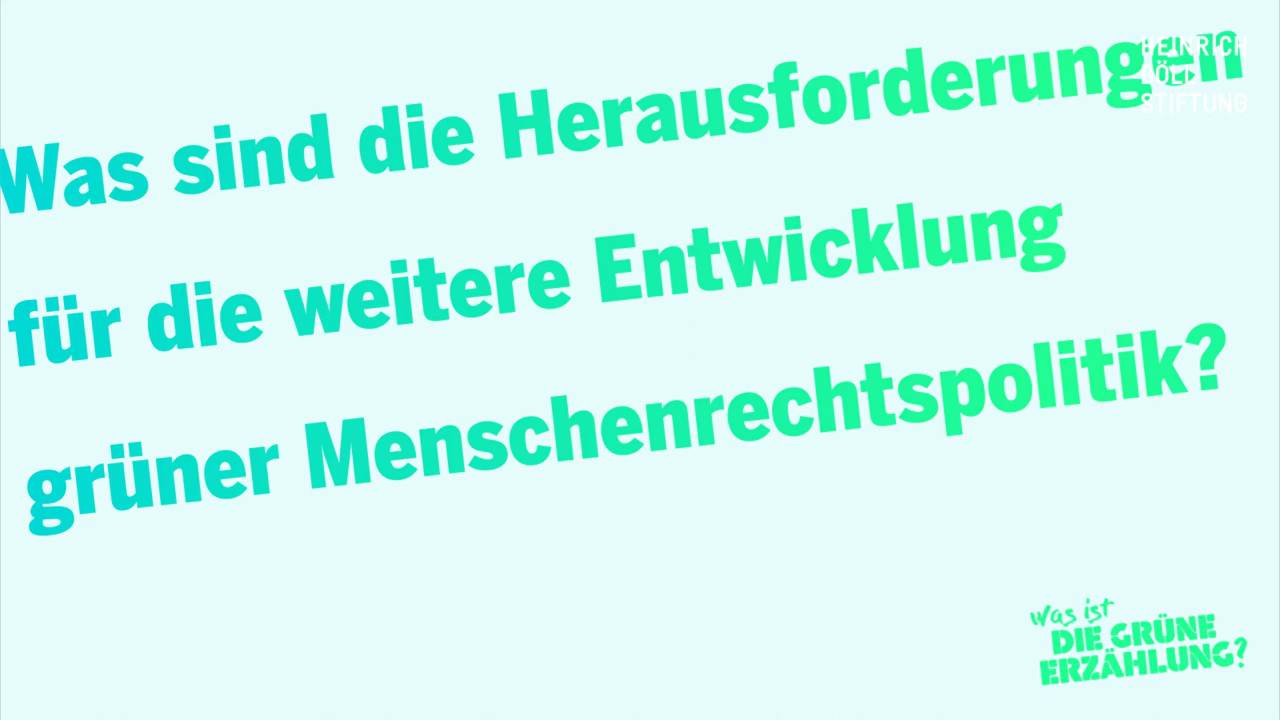 Was sind die Herausforderungen
für die weitere Entwicklung
grüner Menschenrechtspolitik?
HEINRICH
BÖLL
STIFTUNG
Was ist
DIE GRÜNE
ERZÄHLUNG?